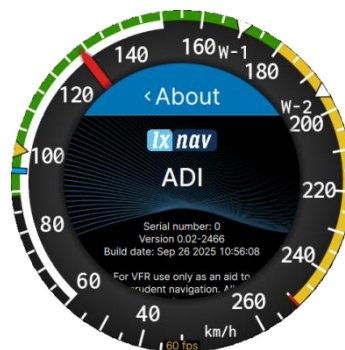 160 W-1
140
180
120
‹ About
W-2
200
lx nav
100
ADI
220
Serial number: 0
80
Version 0.02-2466
Build date: Sep 26 2025 10:56:08
240
60
For VFR use only as an aid to
prudent navigation.
260
40
km/h
60 fps